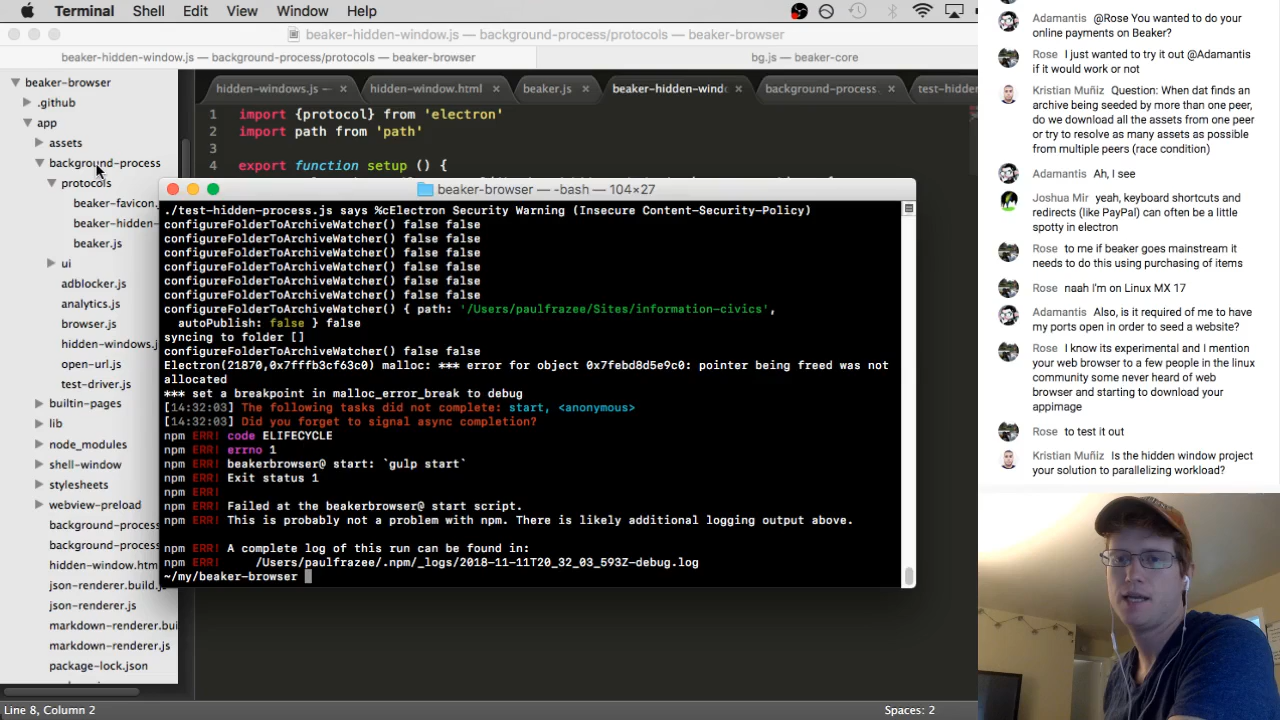 Terminal Shell Edit View Window Help
beaker-hidden-window.js — background-process/protocols — beaker-browser
beaker-hidden-window.js — background-process/protocols — beaker-browser
bg.js — beaker-core
beaker-browser
.github
app
assets
background-process
protocols
beaker-favicon.
beaker-hidden-
beaker.js
ui
adblocker.js
analytics.js
browser.js
hidden-windows.j
open-url.js
test-driver.js
builtin-pages
lib
node_modules
shell-window
stylesheets
webview-preload
background-proces
background-proces
hidden-window.htm
json-renderer.build.
json-renderer.js
markdown-renderer.bui
markdown-renderer.js
package-lock.json
hidden-windows.js —
hidden-window.html
beaker.js
beaker-hidden-windo
background-process
test-hidden
1 import {protocol} from 'electron'
2 import path from 'path'
3
4 export function setup () {
beaker-browser — -bash — 104×27
./test-hidden-process.js says %cElectron Security Warning (Insecure Content-Security-Policy)
configureFolderToArchiveWatcher() false false
configureFolderToArchiveWatcher() false false
configureFolderToArchiveWatcher() false false
configureFolderToArchiveWatcher() false false
configureFolderToArchiveWatcher() false false
configureFolderToArchiveWatcher() false false
configureFolderToArchiveWatcher() { path: '/Users/paulfrazee/Sites/information-civics',
autoPublish: false } false
syncing to folder []
configureFolderToArchiveWatcher() false false
Electron(21870,0x7fffb3cf63c0) malloc: *** error for object 0x7febd8d5e9c0: pointer being freed was not
allocated
*** set a breakpoint in malloc_error_break to debug
[14:32:03] The following tasks did not complete: start, <anonymous>
[14:32:03] Did you forget to signal async completion?
npm ERR! code ELIFECYCLE
npm ERR! errno 1
npm ERR! beakerbrowser@ start: `gulp start`
npm ERR! Exit status 1
npm ERR!
npm ERR! Failed at the beakerbrowser@ start script.
npm ERR! This is probably not a problem with npm. There is likely additional logging output above.
npm ERR! A complete log of this run can be found in:
npm ERR! /Users/paulfrazee/.npm/_logs/2018-11-11T20_32_03_593Z-debug.log
~/my/beaker-browser
Line 8, Column 2
Spaces: 2
Adamantis @Rose You wanted to do your
online payments on Beaker?
Rose I just wanted to try it out @Adamantis
if it would work or not
Kristian Muñiz Question: When dat finds an
archive being seeded by more than one peer,
do we download all the assets from one peer
or try to resolve as many assets as possible
from multiple peers (race condition)
Adamantis Ah, I see
Joshua Mir yeah, keyboard shortcuts and
redirects (like PayPal) can often be a little
spotty in electron
Rose to me if beaker goes mainstream it
needs to do this using purchasing of items
Rose naah I'm on Linux MX 17
Adamantis Also, is it required of me to have
my ports open in order to seed a website?
Rose I know its experimental and I mention
your web browser to a few people in the linux
community some never heard of web
browser and starting to download your
appimage
Rose to test it out
Kristian Muñiz Is the hidden window project
your solution to parallelizing workload?